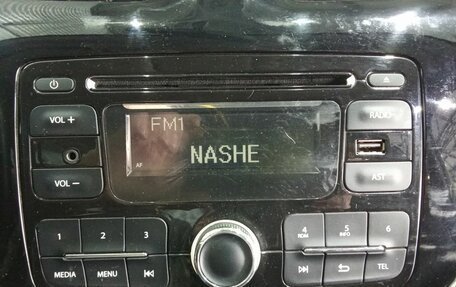 VOL +
FM1
RADIO
AF
NASHE
VOL −
AST
1 2 3
4 RDM
5 INFO
6
MEDIA
MENU
TEL